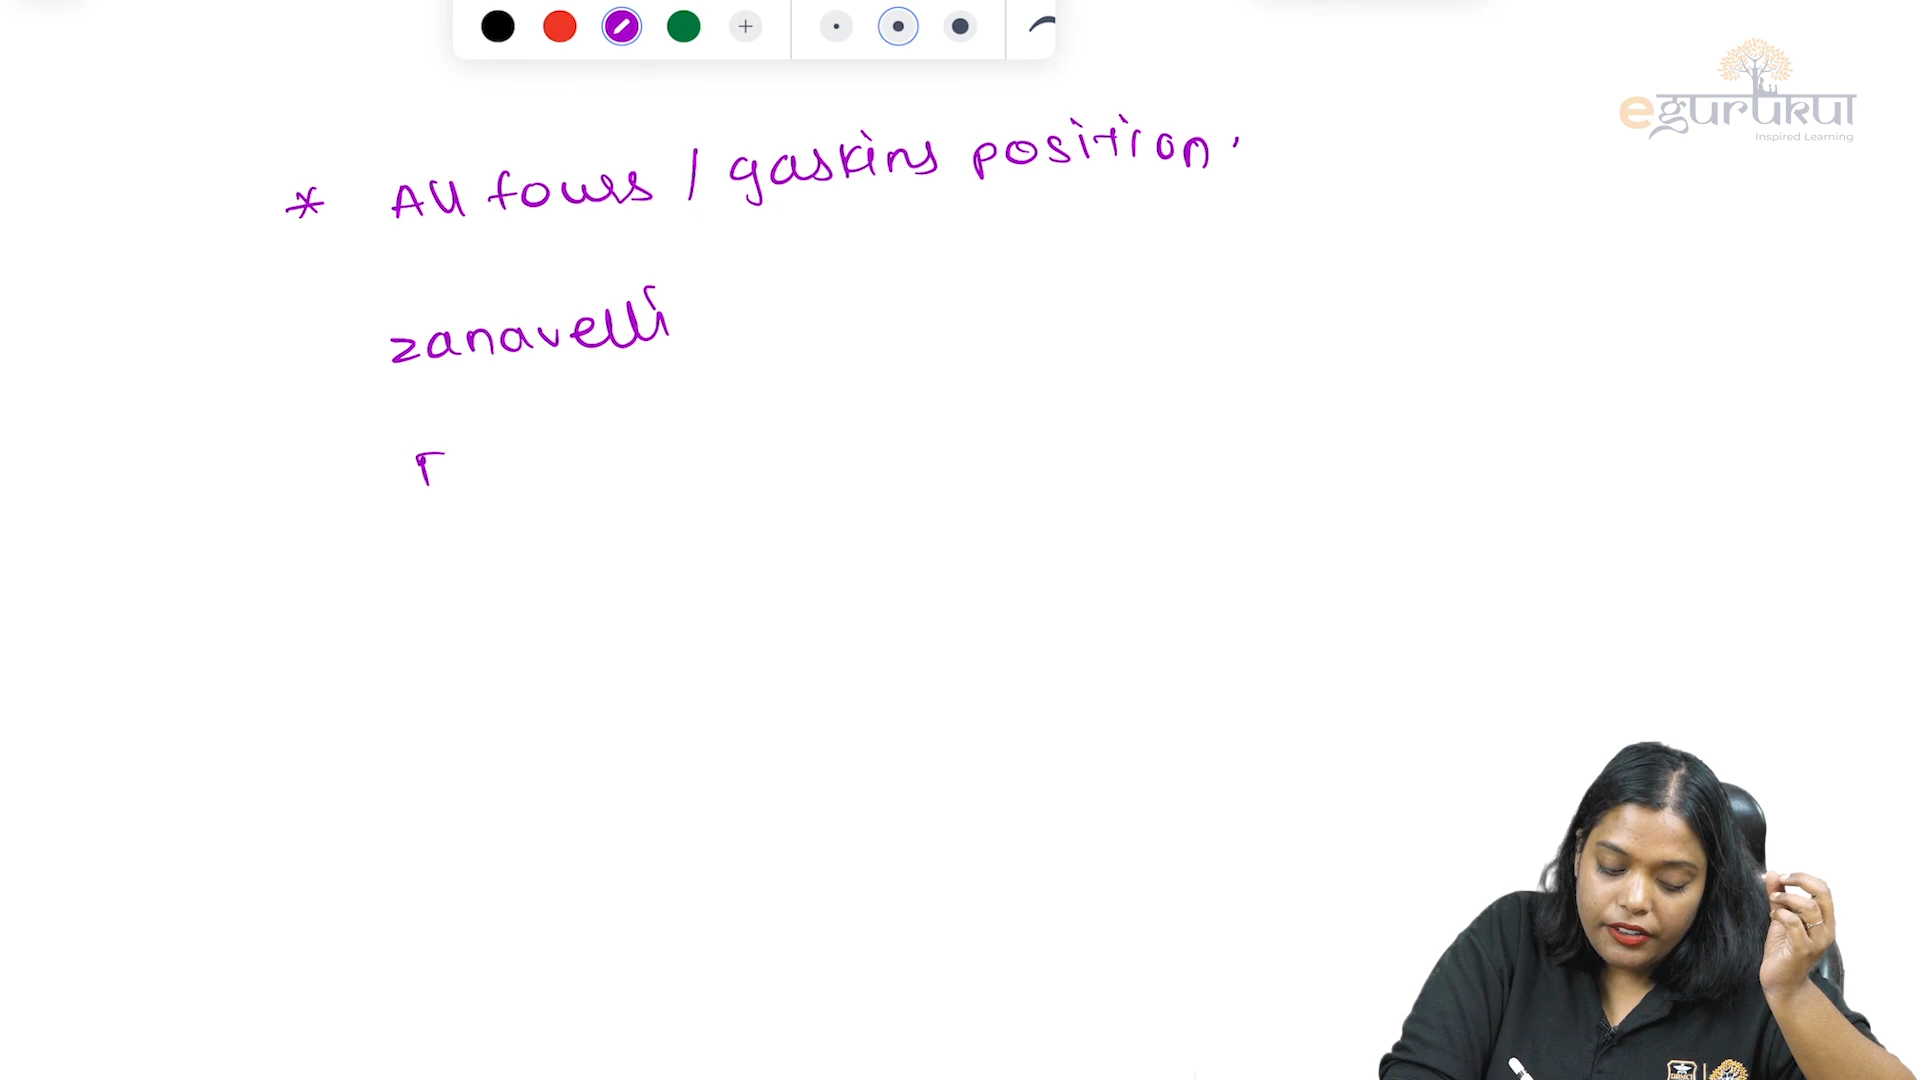 egurukul
Inspired Learning
* All fours / gaskins position.
zanavelli
r